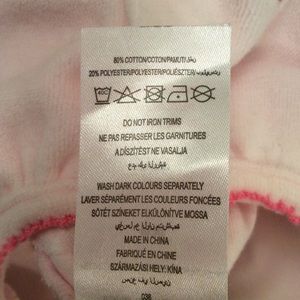 80% COTTON/COTON/PAMUT/
20% POLYESTER/POLYESTER/POLIÉSZTER/
40C
DO NOT IRON TRIMS
NE PAS REPASSER LES GARNITURES
A DÍSZÍTÉST NE VASALJA
WASH DARK COLOURS SEPARATELY
LAVER SÉPARÉMENT LES COULEURS FONCÉES
SÖTÉT SZÍNEKET ELKÜLÖNÍTVE MOSSA
MADE IN CHINA
FABRIQUÉ EN CHINE
SZÁRMAZÁSI HELY: KÍNA
038